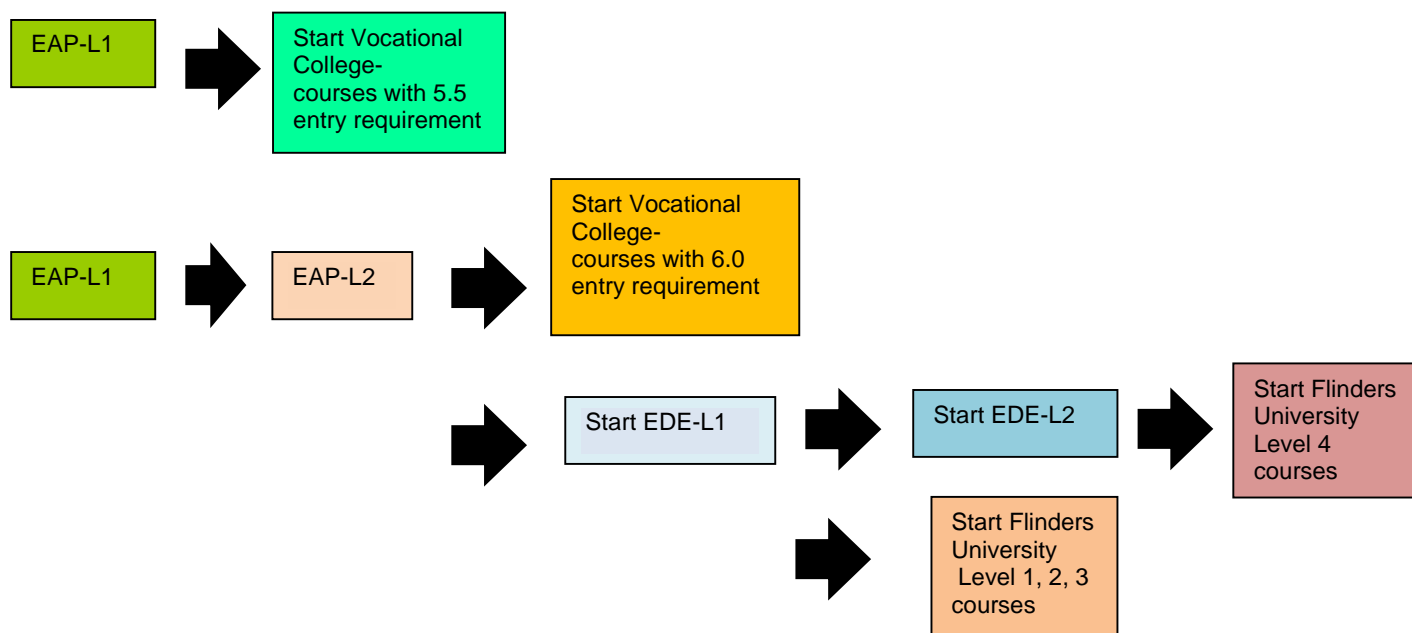 EAP-L1
Start Vocational
College-
courses with 5.5
entry requirement
EAP-L1
EAP-L2
Start Vocational
College-
courses with 6.0
entry requirement
Start EDE-L1
Start EDE-L2
Start Flinders
University
Level 4
courses
Start Flinders
University
Level 1, 2, 3
courses